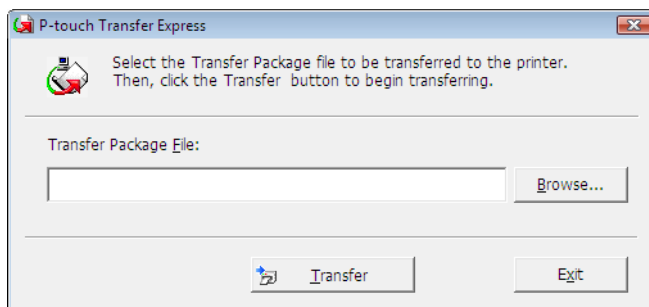 P-touch Transfer Express
Select the Transfer Package file to be transferred to the printer.
Then, click the Transfer button to begin transferring.
Transfer Package File:
Browse...
Transfer
Exit